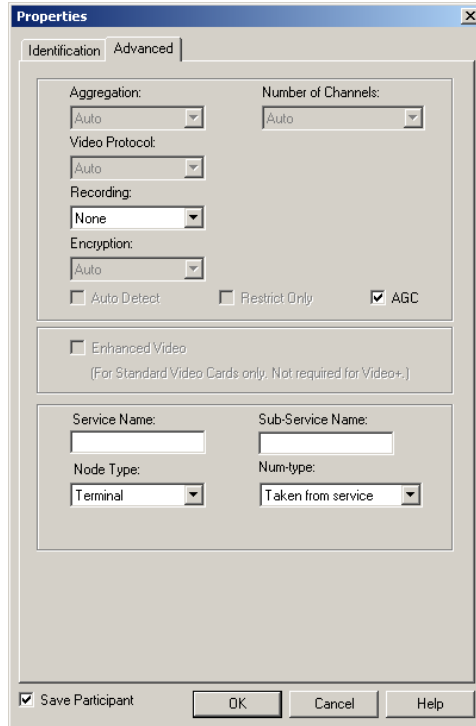 Properties
Identification Advanced
Aggregation: Number of Channels:
Auto Auto
Video Protocol:
Auto
Recording:
None
Encryption:
Auto
Auto Detect Restrict Only AGC
Enhanced Video
(For Standard Video Cards only. Not required for Video+.)
Service Name: Sub-Service Name:
Node Type: Num-type:
Terminal Taken from service
Save Participant OK Cancel Help